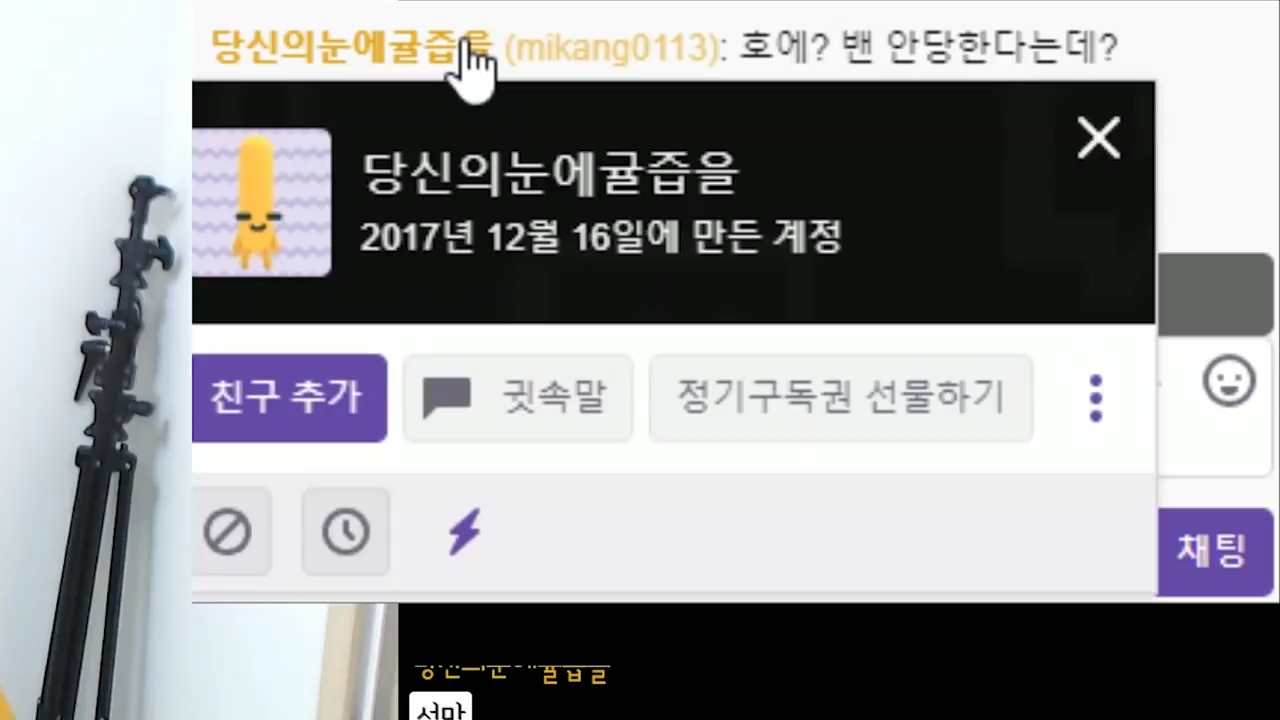 당신의눈에귤즙을 (mikang0113): 호에? 밴 안당한다는데?
당신의눈에귤즙을
2017년 12월 16일에 만든 계정
친구 추가
귓속말
정기구독권 선물하기
채팅